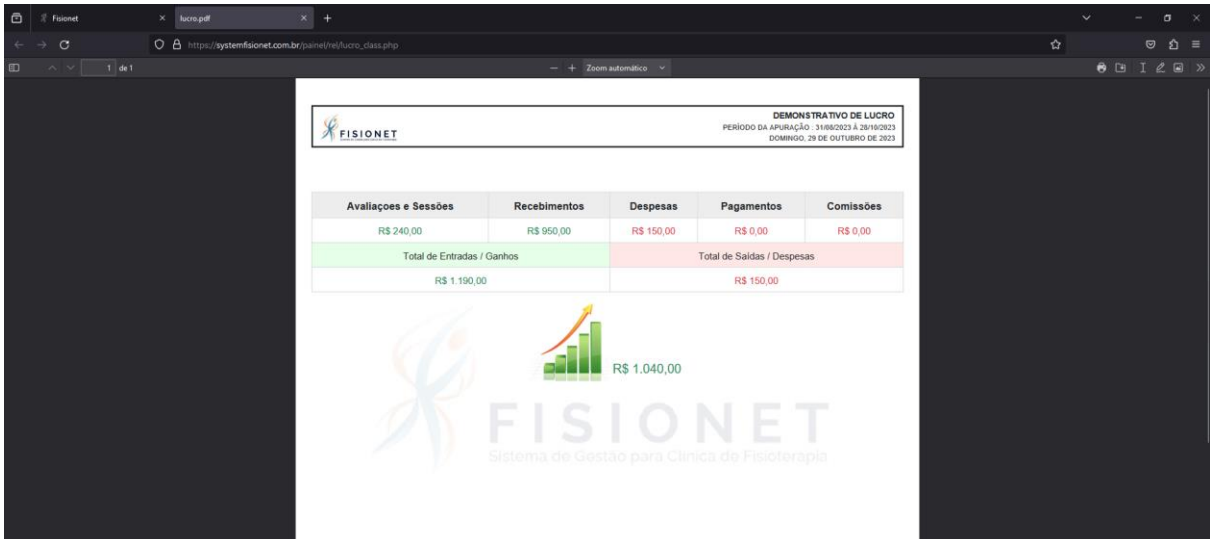 Fisionet
lucro.pdf
https://systemfisionet.com.br/painel/rel/lucro_class.php
1 de 1
Zoom automático
FISIONET
DEMONSTRATIVO DE LUCRO
PERÍODO DA APURAÇÃO : 31/08/2023 Á 28/10/2023
DOMINGO, 29 DE OUTUBRO DE 2023
Avaliaçoes e Sessões Recebimentos Despesas Pagamentos Comissões
R$ 240,00 R$ 950,00 R$ 150,00 R$ 0,00 R$ 0,00
Total de Entradas / Ganhos Total de Saídas / Despesas
R$ 1.190,00 R$ 150,00
R$ 1.040,00
FISIONET
Sistema de Gestão para Clínica de Fisioterapia